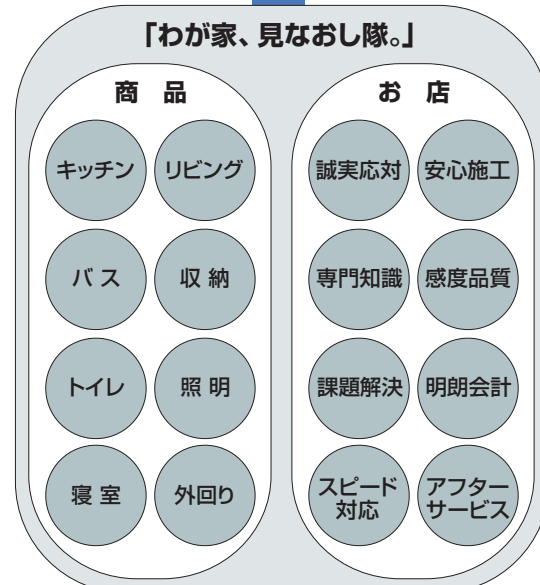 「わが家、見なおし隊。」
商 品
キッチン
リビング
バス
収納
トイレ
照明
寝室
外回り
お 店
誠実応対
安心施工
専門知識
感度品質
課題解決
明朗会計
スピード
対応
アフター
サービス